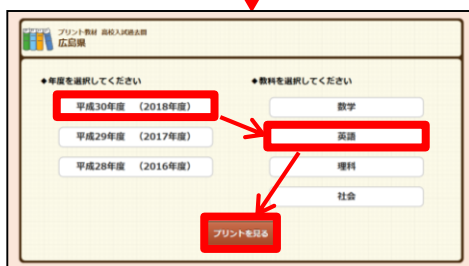 プリント教材 高校入試過去問
広島県
◆年度を選択してください
平成30年度 （2018年度）
平成29年度 （2017年度）
平成28年度 （2016年度）
◆教科を選択してください
数学
英語
理科
社会
プリントを見る